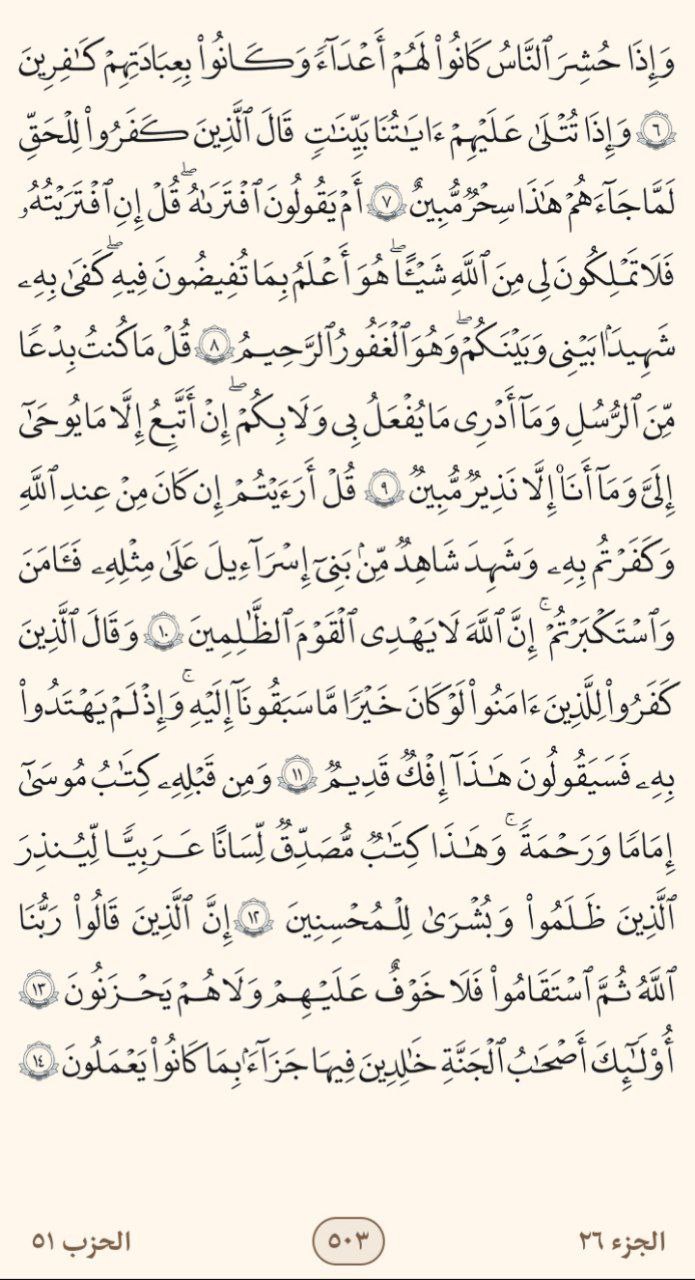 وَإِذَا حُشِرَ ٱلنَّاسُ كَانُوا۟ لَهُمْ أَعْدَآءً وَكَانُوا۟ بِعِبَادَتِهِمْ كَـٰفِرِينَ
٦ وَإِذَا تُتْلَىٰ عَلَيْهِمْ ءَايَـٰتُنَا بَيِّنَـٰتٍ قَالَ ٱلَّذِينَ كَفَرُوا۟ لِلْحَقِّ
لَمَّا جَآءَهُمْ هَـٰذَا سِحْرٌ مُّبِينٌ ٧ أَمْ يَقُولُونَ ٱفْتَرَىٰهُ ۖ قُلْ إِنِ ٱفْتَرَيْتُهُۥ
فَلَا تَمْلِكُونَ لِى مِنَ ٱللَّهِ شَيْـًٔا ۖ هُوَ أَعْلَمُ بِمَا تُفِيضُونَ فِيهِ ۖ كَفَىٰ بِهِۦ
شَهِيدًۢا بَيْنِى وَبَيْنَكُمْ ۖ وَهُوَ ٱلْغَفُورُ ٱلرَّحِيمُ ٨ قُلْ مَا كُنتُ بِدْعًا
مِّنَ ٱلرُّسُلِ وَمَآ أَدْرِى مَا يُفْعَلُ بِى وَلَا بِكُمْ ۖ إِنْ أَتَّبِعُ إِلَّا مَا يُوحَىٰٓ
إِلَىَّ وَمَآ أَنَا۠ إِلَّا نَذِيرٌ مُّبِينٌ ٩ قُلْ أَرَءَيْتُمْ إِن كَانَ مِنْ عِندِ ٱللَّهِ
وَكَفَرْتُم بِهِۦ وَشَهِدَ شَاهِدٌ مِّنۢ بَنِىٓ إِسْرَٰٓءِيلَ عَلَىٰ مِثْلِهِۦ فَـَٔامَنَ
وَٱسْتَكْبَرْتُمْ ۚ إِنَّ ٱللَّهَ لَا يَهْدِى ٱلْقَوْمَ ٱلظَّـٰلِمِينَ ١٠ وَقَالَ ٱلَّذِينَ
كَفَرُوا۟ لِلَّذِينَ ءَامَنُوا۟ لَوْ كَانَ خَيْرًا مَّا سَبَقُونَآ إِلَيْهِ ۚ وَإِذْ لَمْ يَهْتَدُوا۟
بِهِۦ فَسَيَقُولُونَ هَـٰذَآ إِفْكٌ قَدِيمٌ ١١ وَمِن قَبْلِهِۦ كِتَـٰبُ مُوسَىٰٓ
إِمَامًا وَرَحْمَةً ۚ وَهَـٰذَا كِتَـٰبٌ مُّصَدِّقٌ لِّسَانًا عَرَبِيًّا لِّيُنذِرَ
ٱلَّذِينَ ظَلَمُوا۟ وَبُشْرَىٰ لِلْمُحْسِنِينَ ١٢ إِنَّ ٱلَّذِينَ قَالُوا۟ رَبُّنَا
ٱللَّهُ ثُمَّ ٱسْتَقَـٰمُوا۟ فَلَا خَوْفٌ عَلَيْهِمْ وَلَا هُمْ يَحْزَنُونَ ١٣
أُو۟لَـٰٓئِكَ أَصْحَـٰبُ ٱلْجَنَّةِ خَـٰلِدِينَ فِيهَا جَزَآءًۢ بِمَا كَانُوا۟ يَعْمَلُونَ ١٤
الجزء ٢٦ ٥٠٣ الحزب ٥١